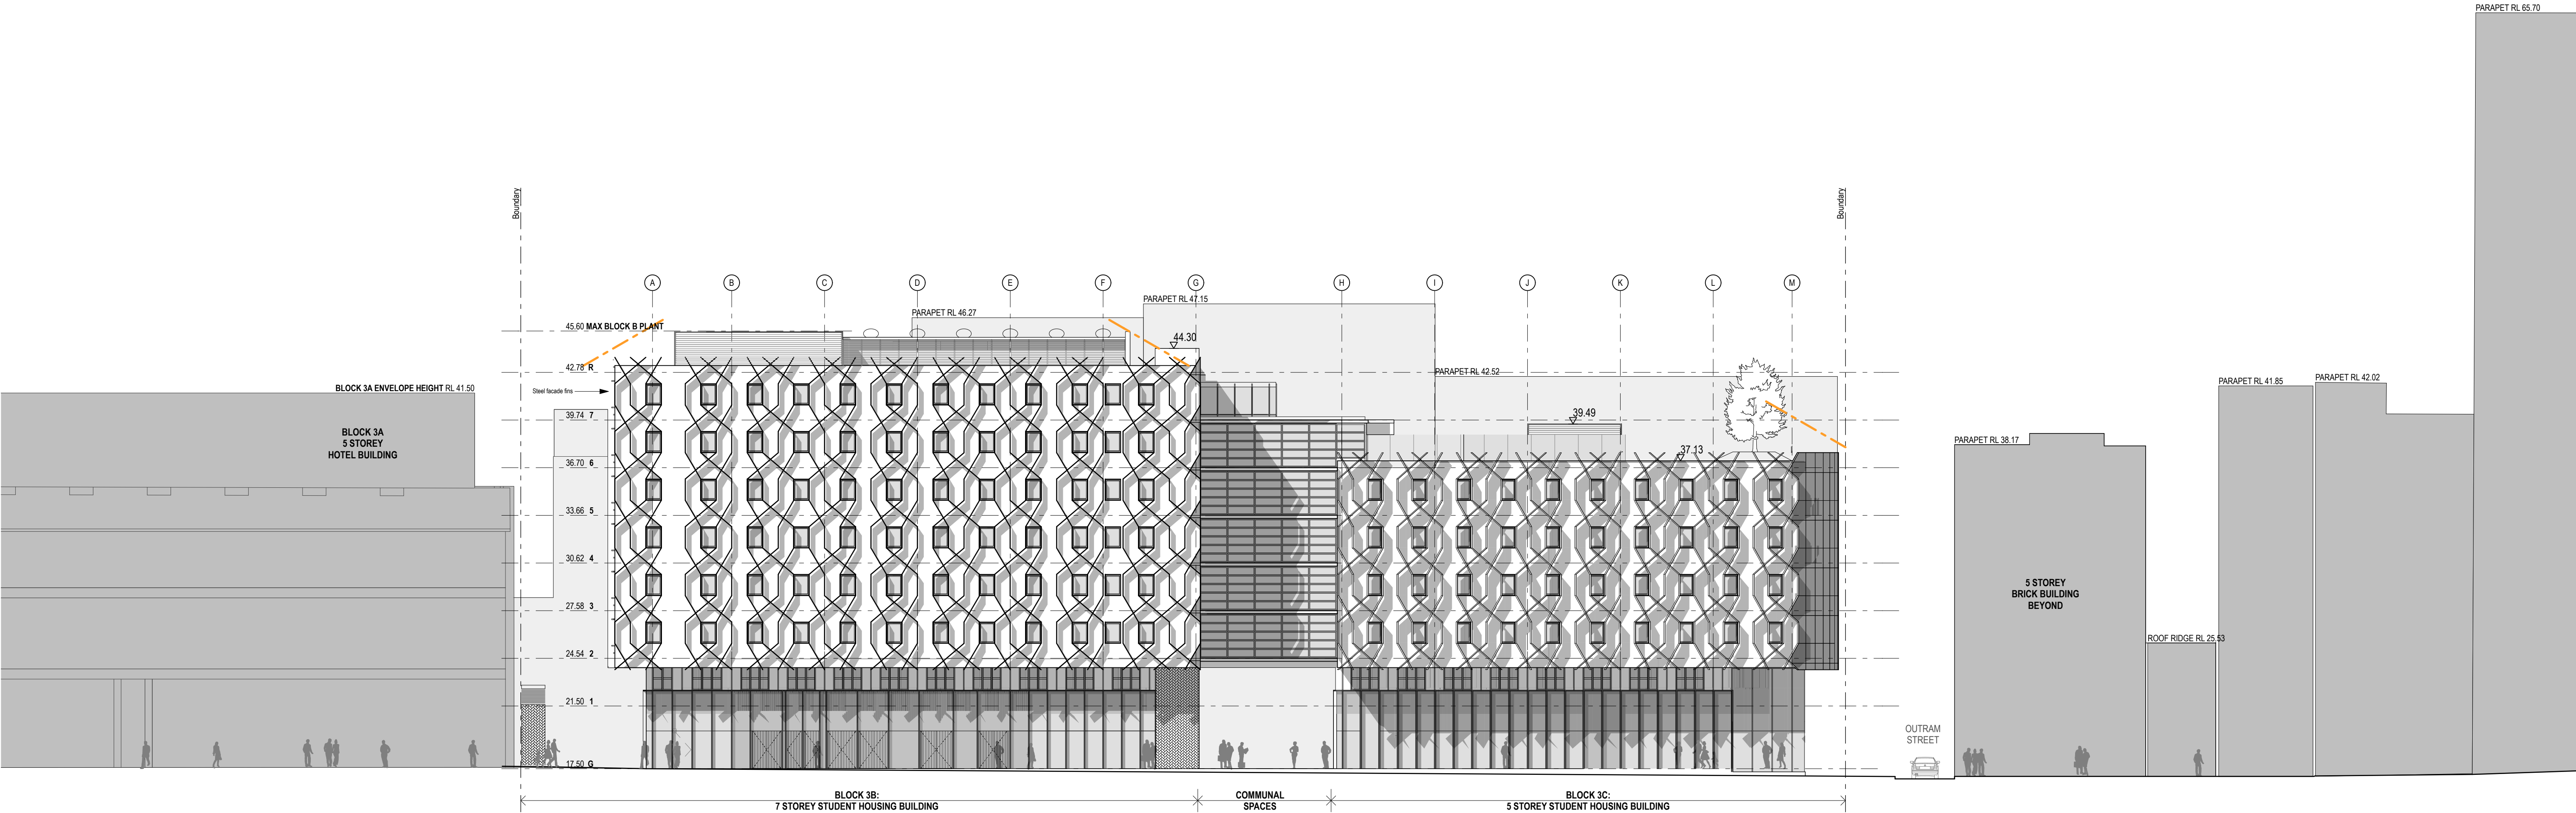 PARAPET RL 65.70
Boundary
Boundary
A
B
C
D
E
F
G
H
I
J
K
L
M
PARAPET RL 47.15
PARAPET RL 46.27
45.60 MAX BLOCK B PLANT
44.30
42.78 R
PARAPET RL 42.52
BLOCK 3A ENVELOPE HEIGHT RL 41.50
Steel facade fins
PARAPET RL 41.85
PARAPET RL 42.02
39.74 7
39.49
BLOCK 3A
5 STOREY
HOTEL BUILDING
PARAPET RL 38.17
37.13
36.70 6
33.66 5
30.62 4
27.58 3
5 STOREY
BRICK BUILDING
BEYOND
24.54 2
ROOF RIDGE RL 25.53
21.50 1
OUTRAM
STREET
17.50 G
BLOCK 3B:
7 STOREY STUDENT HOUSING BUILDING
COMMUNAL
SPACES
BLOCK 3C:
5 STOREY STUDENT HOUSING BUILDING